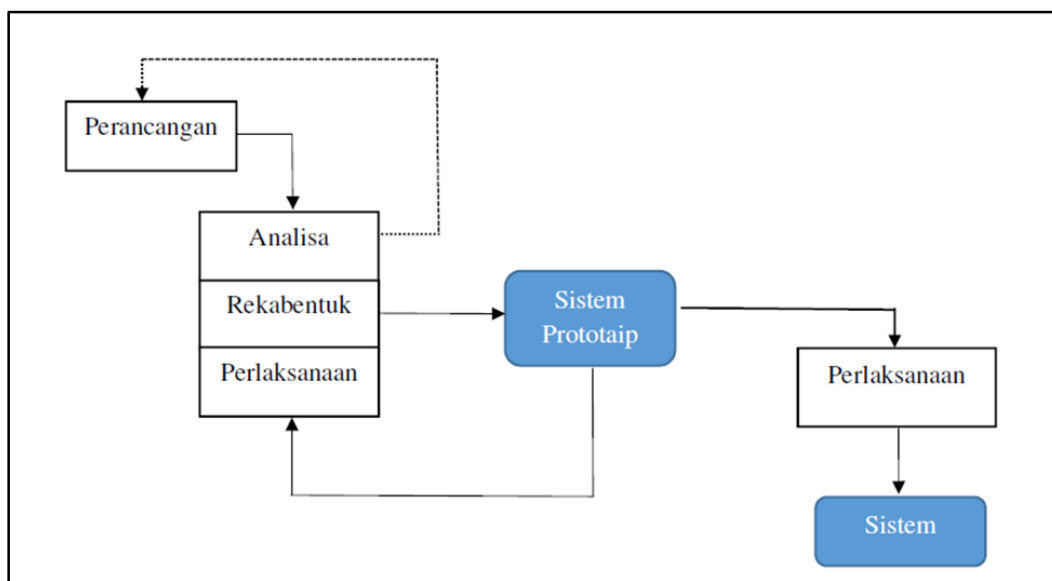 Perancangan
Analisa
Rekabentuk
Perlaksanaan
Sistem
Prototaip
Perlaksanaan
Sistem